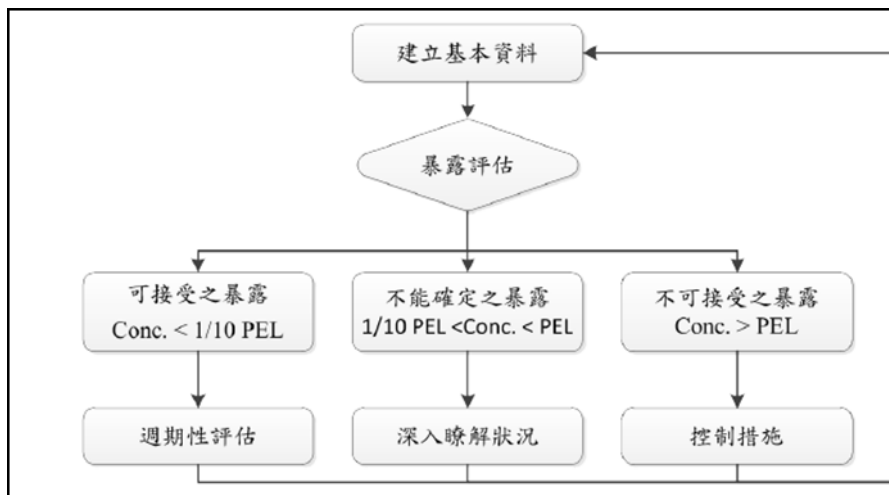 建立基本資料
暴露評估
可接受之暴露
Conc. < 1/10 PEL
不能確定之暴露
1/10 PEL <Conc. < PEL
不可接受之暴露
Conc. > PEL
週期性評估
深入瞭解狀況
控制措施